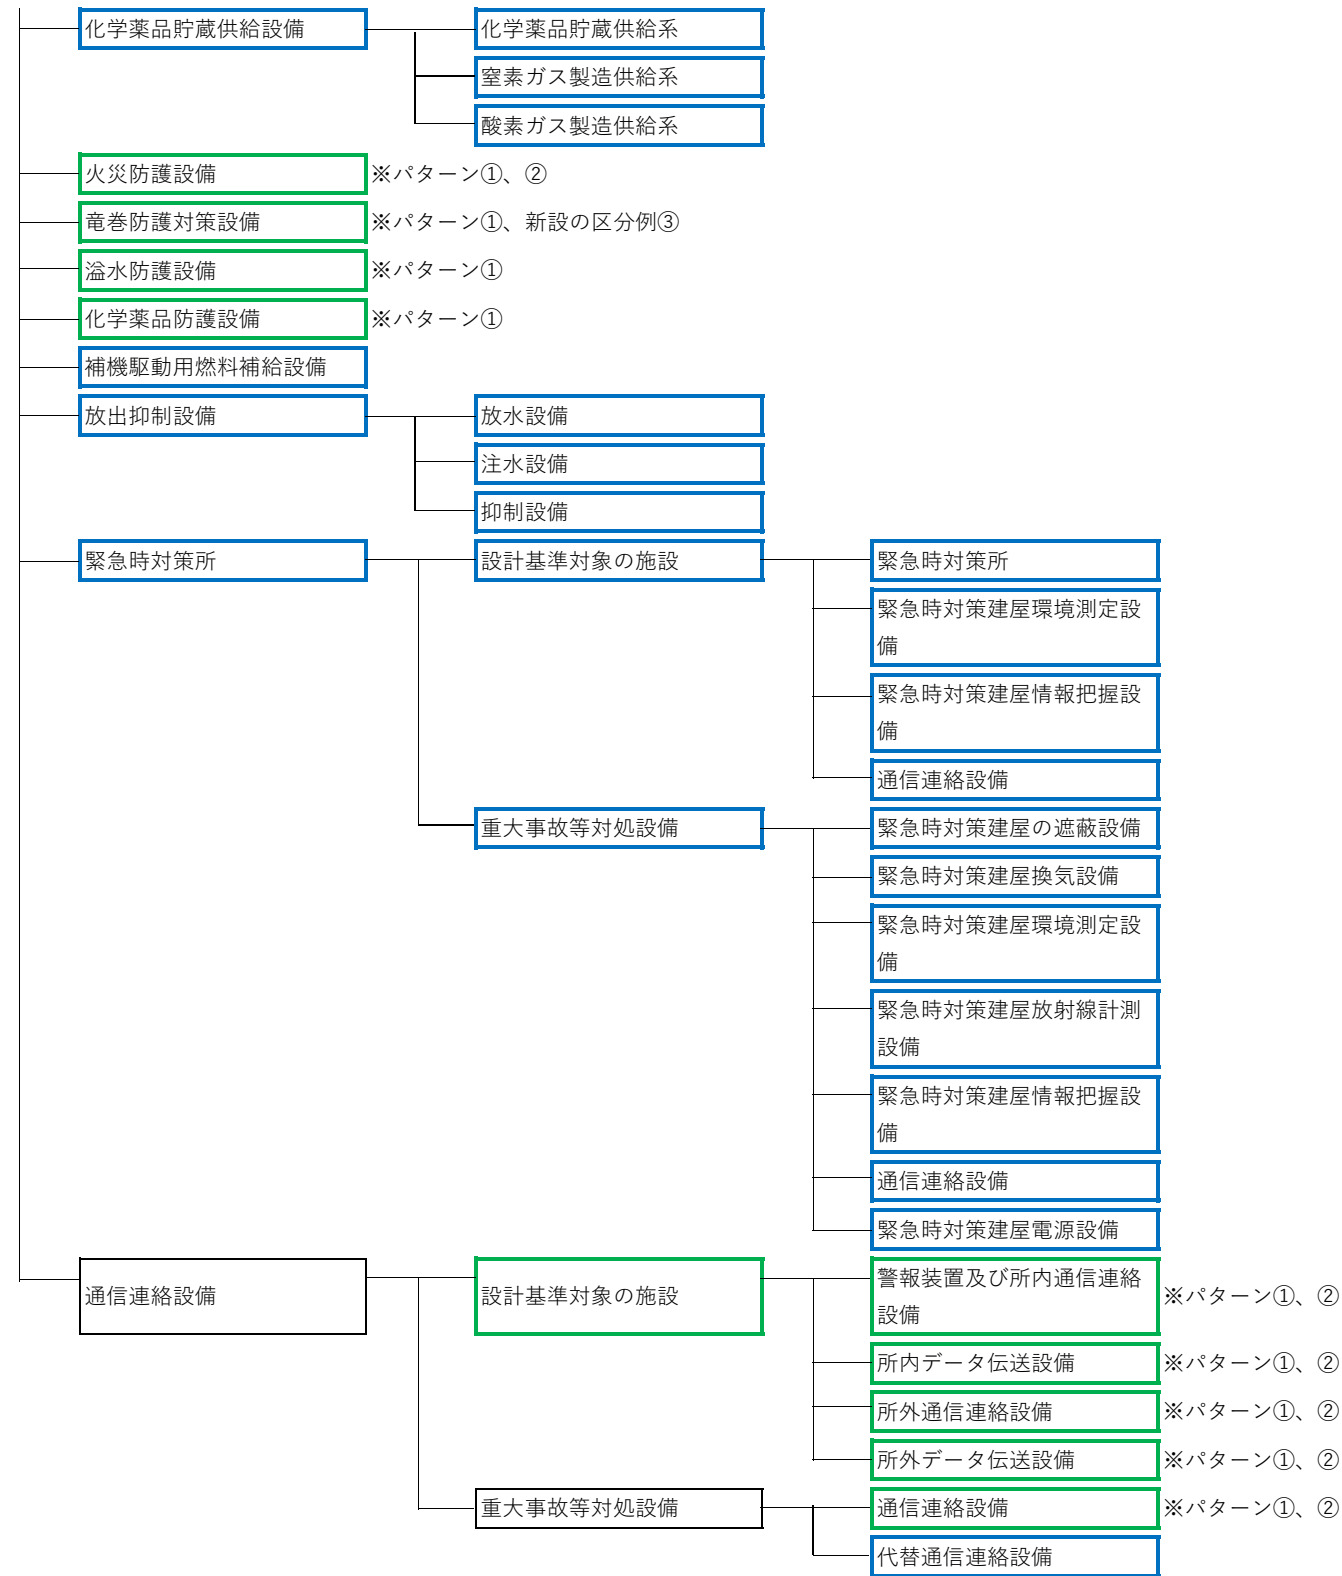 化学薬品貯蔵供給設備
化学薬品貯蔵供給系
窒素ガス製造供給系
酸素ガス製造供給系
火災防護設備
※パターン①、②
竜巻防護対策設備
※パターン①、新設の区分例③
溢水防護設備
※パターン①
化学薬品防護設備
※パターン①
補機駆動用燃料補給設備
放出抑制設備
放水設備
注水設備
抑制設備
緊急時対策所
設計基準対象の施設
緊急時対策所
緊急時対策建屋環境測定設
備
緊急時対策建屋情報把握設
備
通信連絡設備
重大事故等対処設備
緊急時対策建屋の遮蔽設備
緊急時対策建屋換気設備
緊急時対策建屋環境測定設
備
緊急時対策建屋放射線計測
設備
緊急時対策建屋情報把握設
備
通信連絡設備
緊急時対策建屋電源設備
通信連絡設備
設計基準対象の施設
警報装置及び所内通信連絡
設備
※パターン①、②
所内データ伝送設備
※パターン①、②
所外通信連絡設備
※パターン①、②
所外データ伝送設備
※パターン①、②
重大事故等対処設備
通信連絡設備
※パターン①、②
代替通信連絡設備